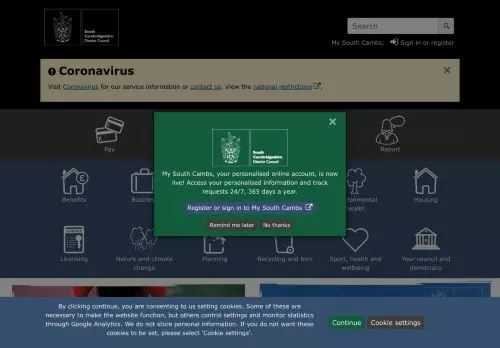 South
Cambridgeshire
District Council
Search
My South Cambs: Sign in or register
Coronavirus
Visit Coronavirus for our service information or contact us. View the national restrictions.
Pay
Report
South
Cambridgeshire
District Council
My South Cambs, your personalised online account, is now
live! Access your personalised information and track
requests 24/7, 365 days a year.
Register or sign in to My South Cambs
Remind me later
No thanks
Benefits
Busines
health
Housing
Licensing
Nature and climate
change
Planning
Recycling and bins
Sport, health and
wellbeing
Your council and
democracy
By clicking continue, you are consenting to us setting cookies. Some of these are
necessary to make the website function, but others control settings and monitor statistics
through Google Analytics. We do not store personal information. If you do not want these
cookies to be set, please select 'Cookie settings'.
Continue
Cookie settings